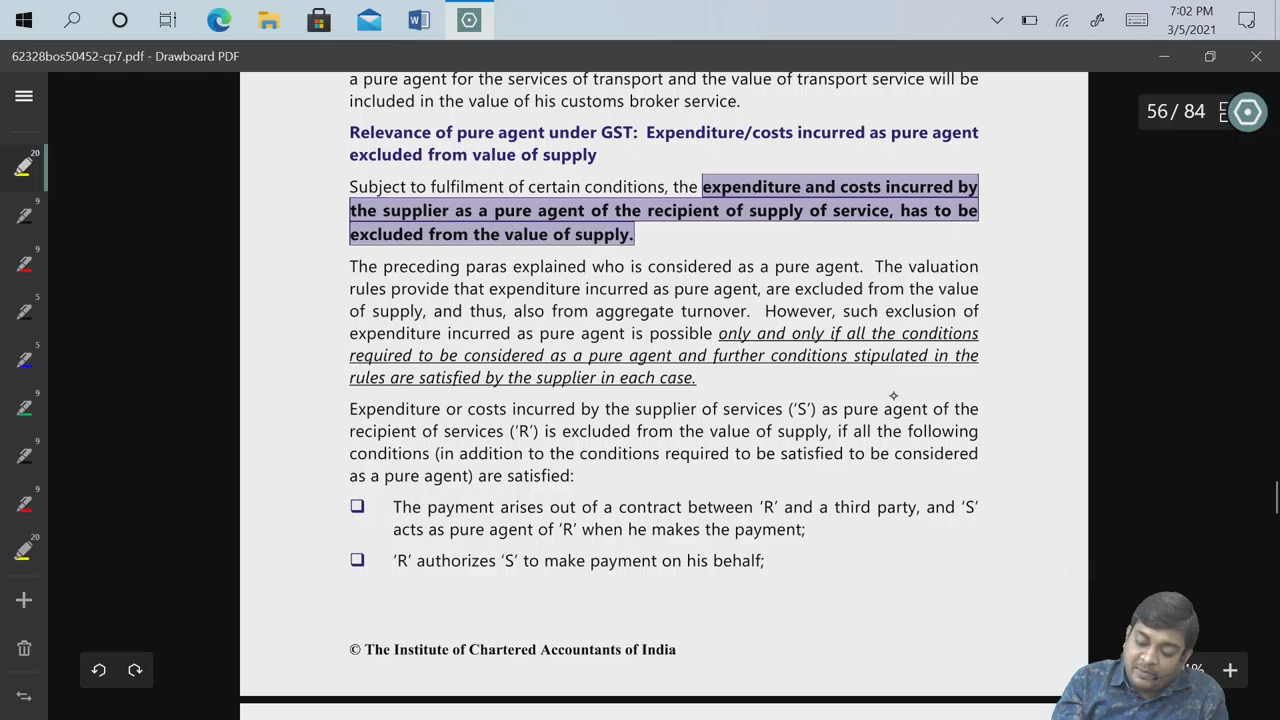 7:02 PM
3/5/2021
62328bos50452-cp7.pdf - Drawboard PDF
56 / 84
20
9
9
5
9
9
9
9
20
a pure agent for the services of transport and the value of transport service will be
included in the value of his customs broker service.
Relevance of pure agent under GST: Expenditure/costs incurred as pure agent
excluded from value of supply
Subject to fulfilment of certain conditions, the expenditure and costs incurred by
the supplier as a pure agent of the recipient of supply of service, has to be
excluded from the value of supply.
The preceding paras explained who is considered as a pure agent. The valuation
rules provide that expenditure incurred as pure agent, are excluded from the value
of supply, and thus, also from aggregate turnover. However, such exclusion of
expenditure incurred as pure agent is possible only and only if all the conditions
required to be considered as a pure agent and further conditions stipulated in the
rules are satisfied by the supplier in each case.
Expenditure or costs incurred by the supplier of services (‘S’) as pure agent of the
recipient of services (‘R’) is excluded from the value of supply, if all the following
conditions (in addition to the conditions required to be satisfied to be considered
as a pure agent) are satisfied:
❑ The payment arises out of a contract between ‘R’ and a third party, and ‘S’
acts as pure agent of ‘R’ when he makes the payment;
❑ ‘R’ authorizes ‘S’ to make payment on his behalf;
© The Institute of Chartered Accountants of India